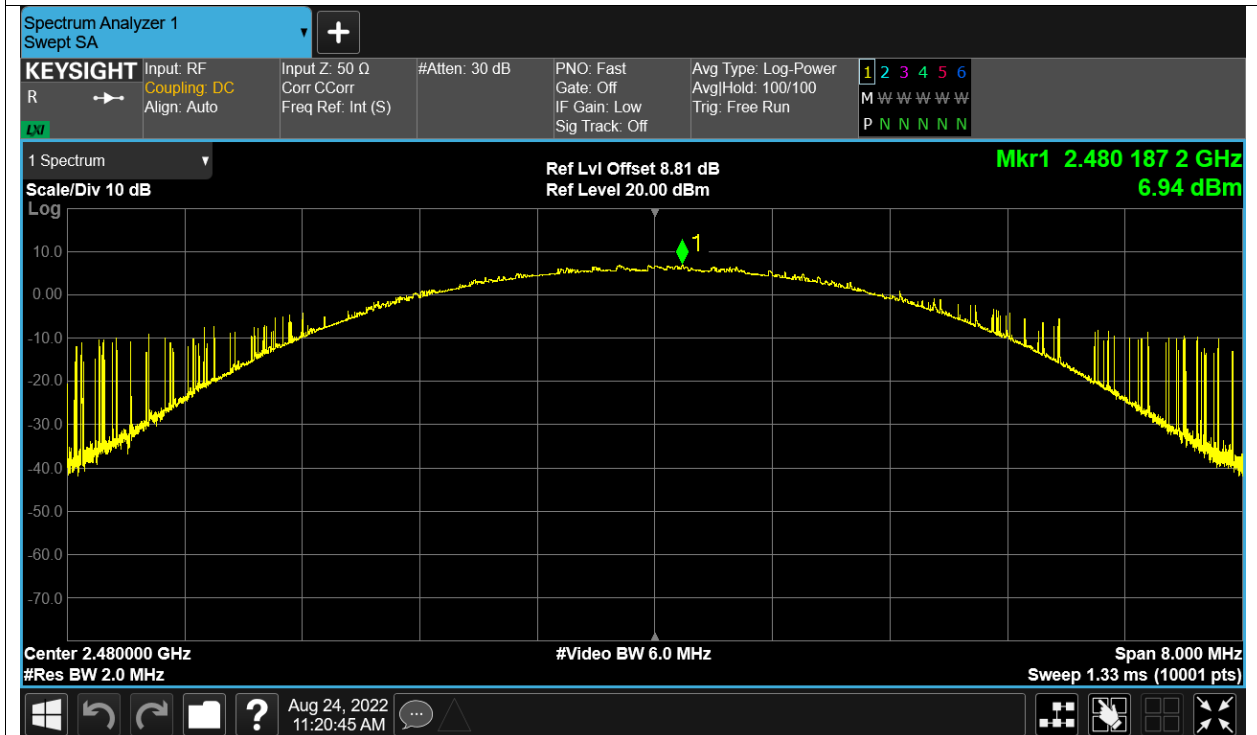 Spectrum Analyzer 1
Swept SA
KEYSIGHT
R
LXI
Input: RF
Coupling: DC
Align: Auto
Input Z: 50 Ω
Corr CCorr
Freq Ref: Int (S)
#Atten: 30 dB
PNO: Fast
Gate: Off
IF Gain: Low
Sig Track: Off
Avg Type: Log-Power
Avg|Hold: 100/100
Trig: Free Run
1 2 3 4 5 6
M W W W W W
P N N N N N N
1 Spectrum
Scale/Div 10 dB
Log
Ref Lvl Offset 8.81 dB
Ref Level 20.00 dBm
Mkr1 2.480 187 2 GHz
6.94 dBm
1
10.0
0.00
-10.0
-20.0
-30.0
-40.0
-50.0
-60.0
-70.0
Center 2.480000 GHz
#Video BW 6.0 MHz
Span 8.000 MHz
#Res BW 2.0 MHz
Sweep 1.33 ms (10001 pts)
?
Aug 24, 2022
11:20:45 AM